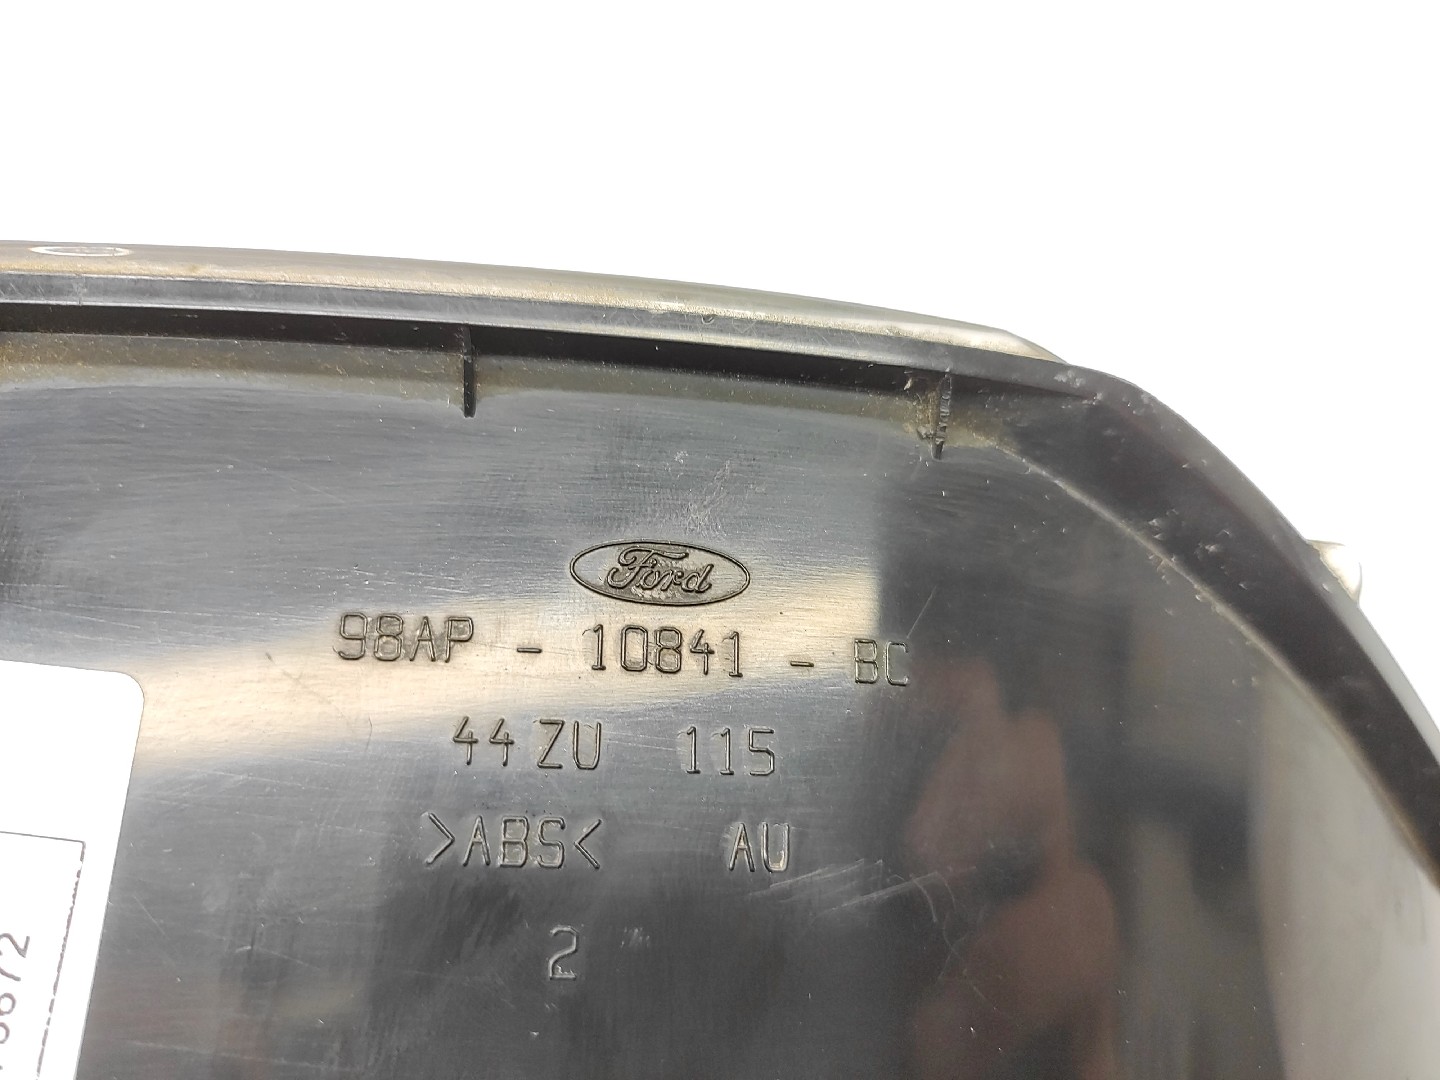 Ford
98AP - 10841 - BC
44 ZU 115
>ABS< AU
2